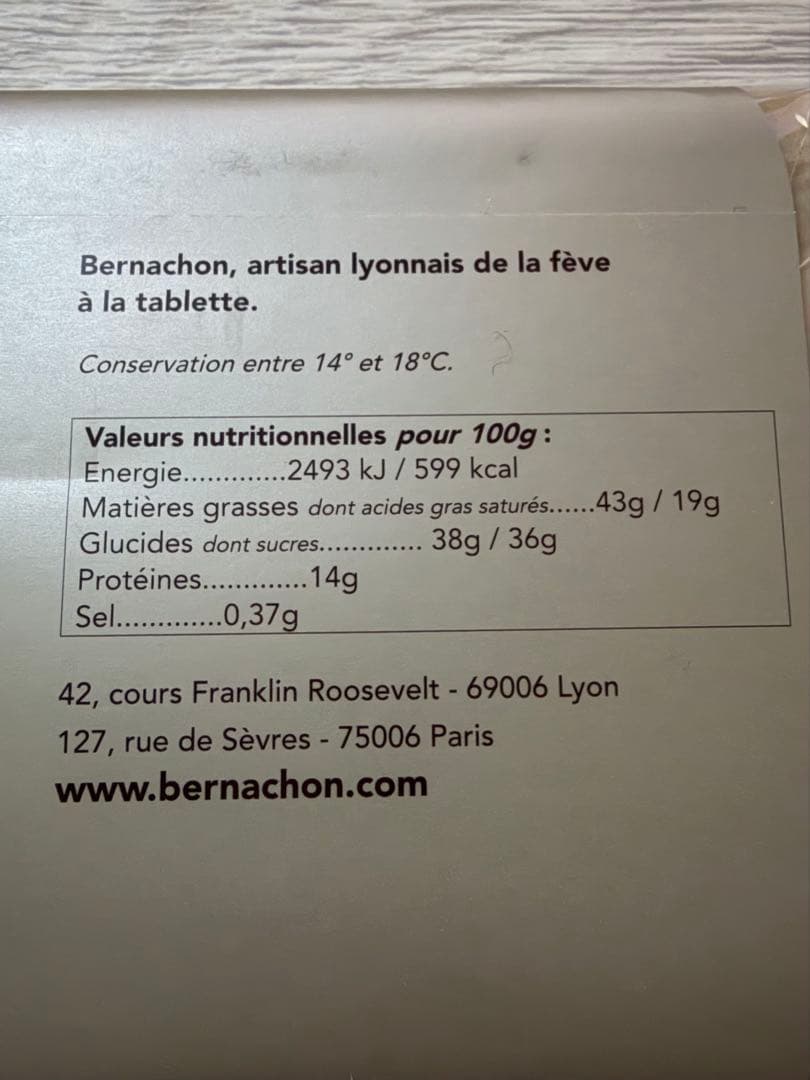 Bernachon, artisan lyonnais de la fève
à la tablette.
Conservation entre 14° et 18°C.
Valeurs nutritionnelles pour 100g :
Energie.............2493 kJ / 599 kcal
Matières grasses dont acides gras saturés......43g / 19g
Glucides dont sucres............. 38g / 36g
Protéines.............14g
Sel.............0,37g
42, cours Franklin Roosevelt - 69006 Lyon
127, rue de Sèvres - 75006 Paris
www.bernachon.com